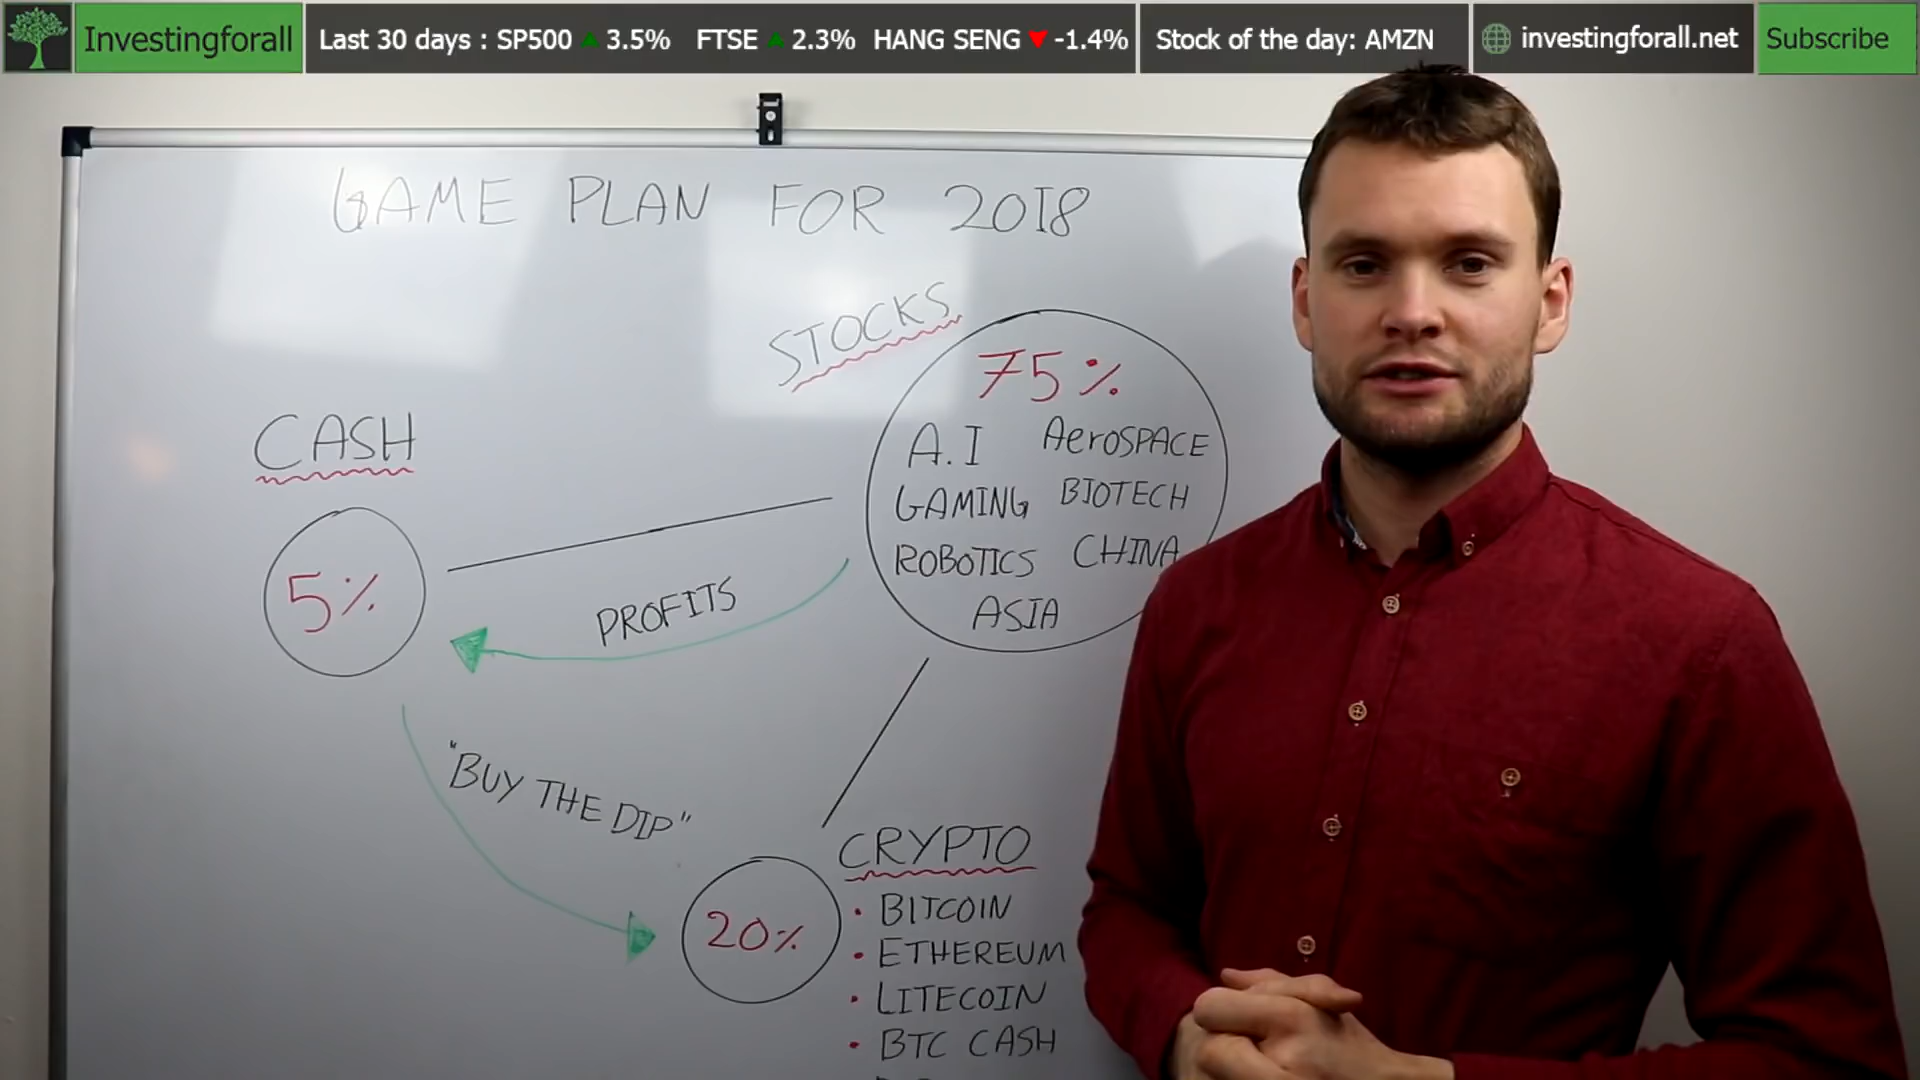 Investingforall
Last 30 days : SP500 3.5% FTSE 2.3% HANG SENG -1.4%
Stock of the day: AMZN
investingforall.net
Subscribe
GAME PLAN FOR 2018
STOCKS
75%
A.I AEroSPACE
GAMING BIOTECH
ROBOTICS CHINA
ASIA
CASH
5%
PROFITS
"BUY THE DIP"
20%
CRYPTO
• BITCOIN
• ETHEREUM
• LITECOIN
• BTC CASH